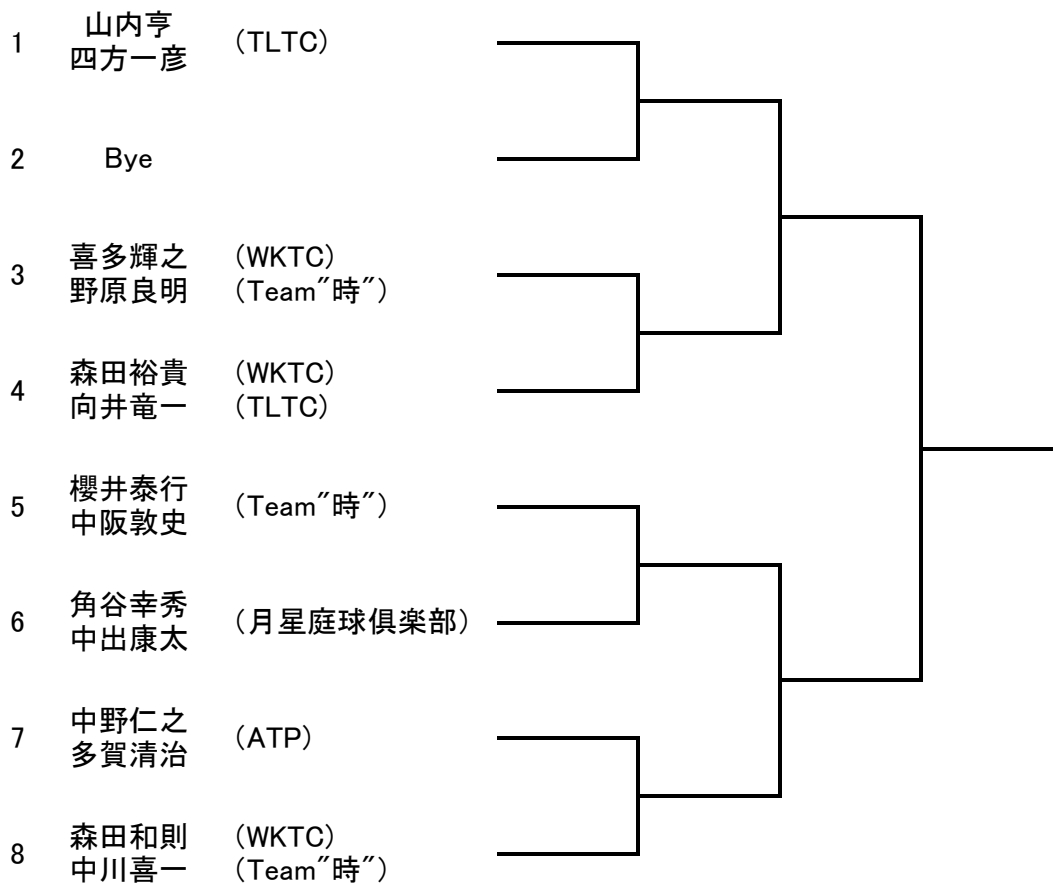 山内亨
1 (TLTC)
四方一彦
2 Bye
喜多輝之 (WKTC)
3
野原良明 (Team"時")
森田裕貴 (WKTC)
4
向井竜一 (TLTC)
櫻井泰行
5 (Team"時")
中阪敦史
角谷幸秀
6 (月星庭球倶楽部)
中出康太
中野仁之
7 (ATP)
多賀清治
森田和則 (WKTC)
8
中川喜一 (Team"時")